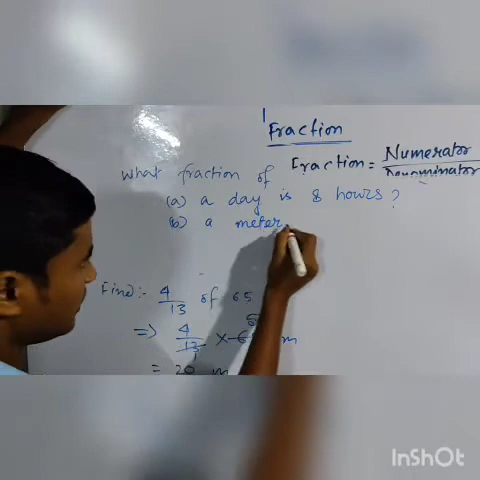 Fraction
What fraction of
Fraction = Numerator
Denominator
(a) a day is 8 hours?
(b) a meter
Find:- 4/13 of 65
=> 4/13 × m
= 20 m
InShOt